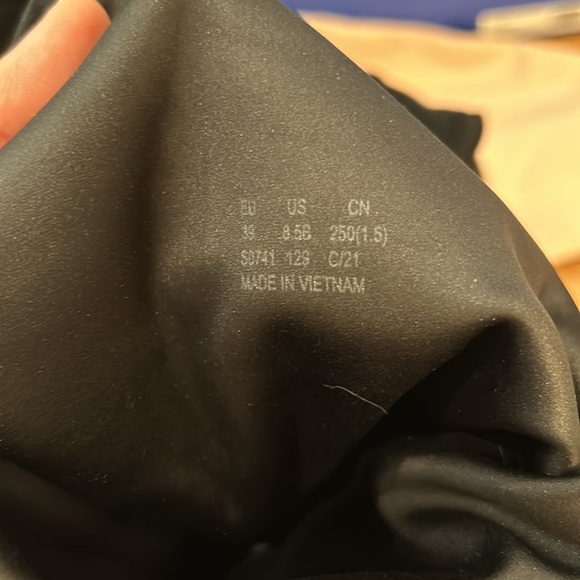 EU US CN
39 8.5B 250(1.5)
S0741 129 C/21
MADE IN VIETNAM